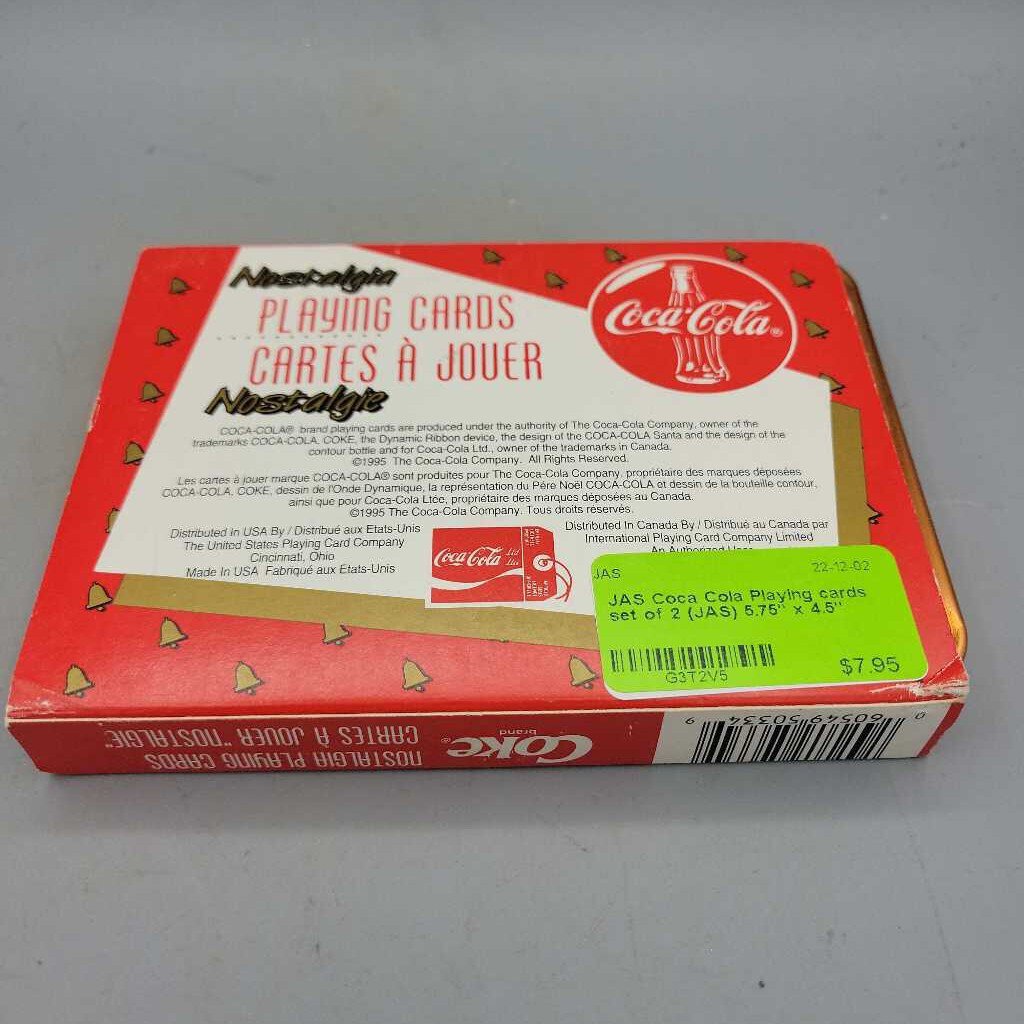 Nostalgia
PLAYING CARDS
CARTES À JOUER
Nostalgie
Coca-Cola®
COCA-COLA® brand playing cards are produced under the authority of The Coca-Cola Company, owner of the
trademarks COCA-COLA, COKE, the Dynamic Ribbon device, the design of the COCA-COLA Santa and the design of the
contour bottle and for Coca-Cola Ltd., owner of the trademarks in Canada.
©1995 The Coca-Cola Company. All Rights Reserved.
Les cartes à jouer marque COCA-COLA® sont produites pour The Coca-Cola Company, propriétaire des marques déposées
COCA-COLA, COKE, dessin de l'Onde Dynamique, la représentation du Père Noël COCA-COLA et dessin de la bouteille contour,
ainsi que pour Coca-Cola Ltée, propriétaire des marques déposées au Canada.
©1995 The Coca-Cola Company. Tous droits réservés.
Distributed In USA By / Distribué aux Etats-Unis
The United States Playing Card Company
Cincinnati, Ohio
Made In USA Fabriqué aux Etats-Unis
Coca-Cola Ltd
Ltée
Distributed In Canada By / Distribué au Canada par
International Playing Card Company Limited
An Authorized User
JAS 22-12-02
JAS Coca Cola Playing cards
set of 2 (JAS) 5.75" x 4.5"
G3T2V5
$7.95
NOSTALGIA PLAYING CARDS
CARTES À JOUER "NOSTALGIE"
Coke®
brand
0 60549 50334 9